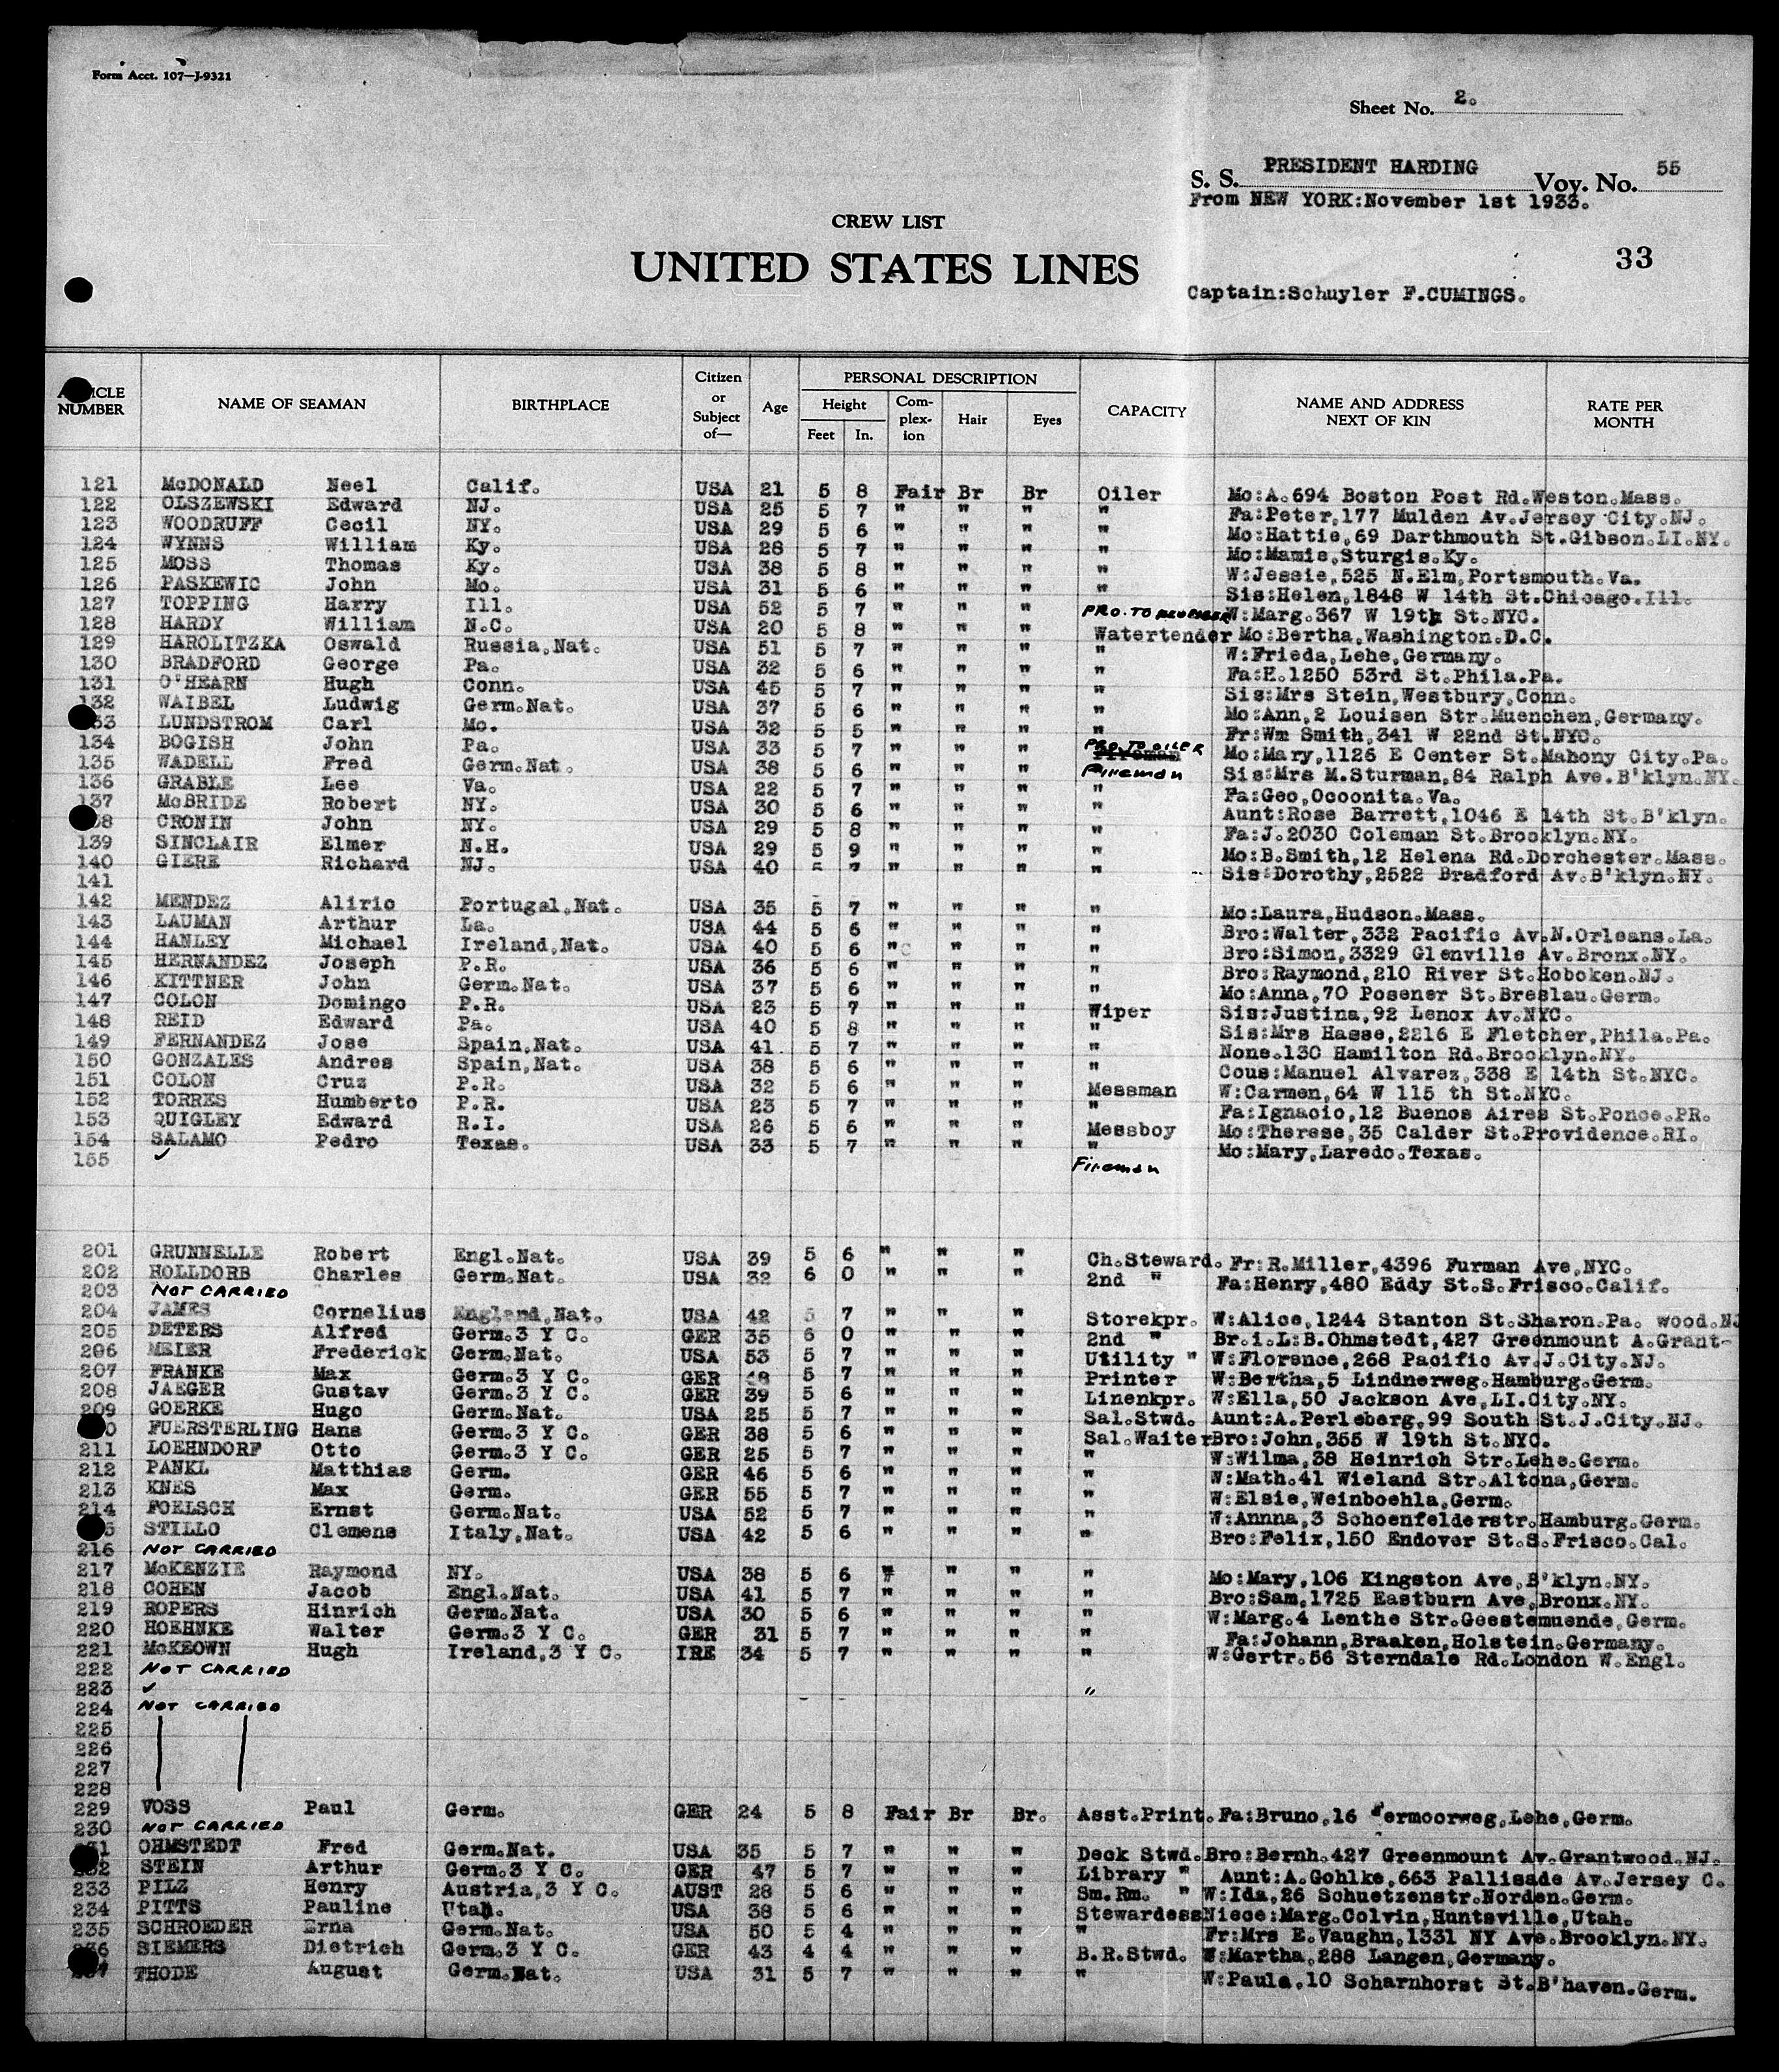 Form Acct. 107—J-9321
Sheet No. 2.
S. S. PRESIDENT HARDING Voy. No. 55
From NEW YORK:November 1st 1933.
CREW LIST
UNITED STATES LINES
33
Captain:Schuyler F.CUMINGS.
NUMBER NAME OF SEAMAN BIRTHPLACE Citizen or Subject of— Age PERSONAL DESCRIPTION Height Feet In. Com-plex-ion Hair Eyes CAPACITY NAME AND ADDRESS NEXT OF KIN RATE PER MONTH
121 McDONALD Neel Calif. USA 21 5 8 Fair Br Br Oiler Mo:A.694 Boston Post Rd.Weston.Mass.
122 OLSZEWSKI Edward NJ. USA 25 5 7 " " " " Fa:Peter,177 Mulden Av.Jersey City.NJ.
123 WOODRUFF Cecil NY. USA 29 5 6 " " " " Mo:Hattie,69 Darthmouth St.Gibson.LI.NY.
124 WYNNS William Ky. USA 28 5 7 " " " " Mo:Mamie,Sturgis.Ky.
125 MOSS Thomas Ky. USA 38 5 8 " " " " W:Jessie,525 N.Elm,Portsmouth.Va.
126 PASKEWIC John Mo. USA 31 5 6 " " " " Sis:Helen,1848 W 14th St.Chicago.Ill.
127 TOPPING Harry Ill. USA 52 5 7 " " " PRO. TO W:Marg.367 W 19th St.NYC.
128 HARDY William N.C. USA 20 5 8 " " " Watertender Mo:Bertha,Washington.D.C.
129 HAROLITZKA Oswald Russia,Nat. USA 51 5 7 " " " " W:Frieda,Lehe,Germany.
130 BRADFORD George Pa. USA 32 5 6 " " " " Fa:H.1250 53rd St.Phila.Pa.
131 O'HEARN Hugh Conn. USA 45 5 7 " " " " Sis:Mrs Stein,Westbury,Conn.
132 WAIBEL Ludwig Germ.Nat. USA 37 5 6 " " " " Mo:Ann,2 Louisen Str.Muenchen,Germany.
33 LUNDSTROM Carl Mo. USA 32 5 5 " " " " Fr:Wm Smith,341 W 22nd St.NYC.
134 BOGISH John Pa. USA 33 5 7 " " " PRO. TO OILER Mo:Mary,1126 E Center St.Mahony City.Pa.
135 WADELL Fred Germ.Nat. USA 38 5 6 " " " Fireman Sis:Mrs M.Sturman,84 Ralph Ave.B'klyn.NY.
136 GRABLE Lee Va. USA 22 5 7 " " " " Fa:Geo,Ocoonita.Va.
137 McBRIDE Robert NY. USA 30 5 6 " " " " Aunt:Rose Barrett,1046 E 14th St.B'klyn.
38 CRONIN John NY. USA 29 5 8 " " " " Fa:J.2030 Coleman St.Brooklyn.NY.
139 SINCLAIR Elmer N.H. USA 29 5 9 " " " " Mo:B.Smith,12 Helena Rd.Dorchester.Mass.
140 GIERE Richard NJ. USA 40 5 7 " " " " Sis:Dorothy,2522 Bradford Av.B'klyn.NY.
141
142 MENDEZ Alirio Portugal,Nat. USA 35 5 7 " " " " Mo:Laura,Hudson.Mass.
143 LAUMAN Arthur La. USA 44 5 6 " " " " Bro:Walter,332 Pacific Av.N.Orleans.La.
144 HANLEY Michael Ireland,Nat. USA 40 5 6 " " " " Bro:Simon,3329 Glenville Av.Bronx.NY.
145 HERNANDEZ Joseph P.R. USA 36 5 6 " " " " Bro:Raymond,210 River St.Hoboken.NJ.
146 KITTNER John Germ.Nat. USA 37 5 6 " " " " Mo:Anna,70 Posener St.Breslau.Germ.
147 COLON Domingo P.R. USA 23 5 7 " " " Wiper Sis:Justina,92 Lenox Av.NYC.
148 REID Edward Pa. USA 40 5 8 " " " " Sis:Mrs Hasse,2216 E Fletcher,Phila.Pa.
149 FERNANDEZ Jose Spain,Nat. USA 41 5 7 " " " " None.130 Hamilton Rd.Brooklyn.NY.
150 GONZALES Andres Spain,Nat. USA 38 5 6 " " " " Cous:Manuel Alvarez,338 E 14th St.NYC.
151 COLON Cruz P.R. USA 32 5 6 " " " Messman W:Carmen,64 W 115 th St.NYC.
152 TORRES Humberto P.R. USA 23 5 7 " " " " Fa:Ignacio,12 Buenos Aires St.Ponce.PR.
153 QUIGLEY Edward R.I. USA 26 5 6 " " " Messboy Mo:Therese,35 Calder St.Providence.RI.
154 SALAMO Pedro Texas. USA 33 5 7 " " " " Mo:Mary,Laredo.Texas.
155 ✓ Fireman
201 GRUNNELLE Robert Engl.Nat. USA 39 5 6 " " " Ch.Steward. Fr:R.Miller,4396 Furman Ave,NYC.
202 HOLLDORB Charles Germ.Nat. USA 32 6 0 " " " 2nd " Fa:Henry,480 Eddy St.S.Frisco.Calif.
203 NOT CARRIED
204 JAMES Cornelius England,Nat. USA 42 5 7 " " " Storekpr. W:Alice,1244 Stanton St.Sharon.Pa. wood.NJ
205 DETERS Alfred Germ.3 Y C. GER 35 6 0 " " " 2nd " Br.i.L:B.Ohmstedt,427 Greenmount A.Grant-
206 MEIER Frederick Germ.Nat. USA 53 5 7 " " " Utility " W:Florence,268 Pacific Av.J.City.NJ.
207 FRANKE Max Germ.3 Y C. GER 48 5 7 " " " Printer W:Bertha,5 Lindnerweg.Hamburg.Germ.
208 JAEGER Gustav Germ.3 Y C. GER 39 5 6 " " " Linenkpr. W:Ella,50 Jackson Ave,LI.City.NY.
209 GOERKE Hugo Germ.Nat. USA 25 5 7 " " " Sal.Stwd. Aunt:A.Perleberg,99 South St.J.City.NJ.
0 FUERSTERLING Hans Germ.3 Y C. GER 38 5 6 " " " Sal.Waiter Bro:John,355 W 19th St.NYC.
211 LOEHNDORF Otto Germ.3 Y C. GER 25 5 7 " " " " W:Wilma,38 Heinrich Str.Lehe.Germ.
212 PANKL Matthias Germ. GER 46 5 6 " " " " W:Math.41 Wieland Str.Altona,Germ.
213 KNES Max Germ. GER 55 5 7 " " " " W:Elsie,Weinboehla,Germ.
214 FOELSCH Ernst Germ.Nat. USA 52 5 7 " " " " W:Annna,3 Schoenfelderstr.Hamburg.Germ.
5 STILLO Clemens Italy,Nat. USA 42 5 6 " " " " Bro:Felix,150 Endover St.S.Frisco.Cal.
216 NOT CARRIED
217 McKENZIE Raymond NY. USA 38 5 6 " " " " Mo:Mary,106 Kingston Ave,B'klyn.NY.
218 COHEN Jacob Engl.Nat. USA 41 5 7 " " " " Bro:Sam,1725 Eastburn Ave,Bronx.NY.
219 ROPERS Hinrich Germ.Nat. USA 30 5 6 " " " " W:Marg.4 Lenthe Str.Geestemuende,Germ.
220 HOEHNKE Walter Germ.3 Y C. GER 31 5 7 " " " " Fa:Johann,Braaken,Holstein.Germany.
221 McKEOWN Hugh Ireland,3 Y C. IRE 34 5 7 " " " " W:Gertr.56 Sterndale Rd.London W.Engl.
222 NOT CARRIED
223 ✓ "
224 NOT CARRIED
225
226
227
228
229 VOSS Paul Germ. GER 24 5 8 Fair Br Br. Asst.Print. Fa:Bruno,16 ermoorweg,Lehe,Germ.
230 NOT CARRIED
31 OHMSTEDT Fred Germ.Nat. USA 35 5 7 " " " Deck Stwd. Bro:Bernh.427 Greenmount Av.Grantwood.NJ.
32 STEIN Arthur Germ.3 Y C. GER 47 5 7 " " " Library " Aunt:A.Gohlke,663 Pallisade Av.Jersey C.
233 PILZ Henry Austria,3 Y C. AUST 28 5 6 " " " Sm.Rm. " W:Ida,26 Schuetzenstr.Norden.Germ.
234 PITTS Pauline Utah. USA 38 5 6 " " " Stewardess Niece:Marg.Colvin,Huntsville,Utah.
235 SCHROEDER Erna Germ.Nat. USA 50 5 4 " " " " Fr:Mrs E.Vaughn,1331 NY Ave.Brooklyn.NY.
36 SIEMERS Dietrich Germ.3 Y C. GER 43 4 4 " " " B.R.Stwd. W:Martha,288 Langen,Germany.
37 THODE August Germ.Nat. USA 31 5 7 " " " " W:Paula,10 Scharnhorst St.B'haven.Germ.